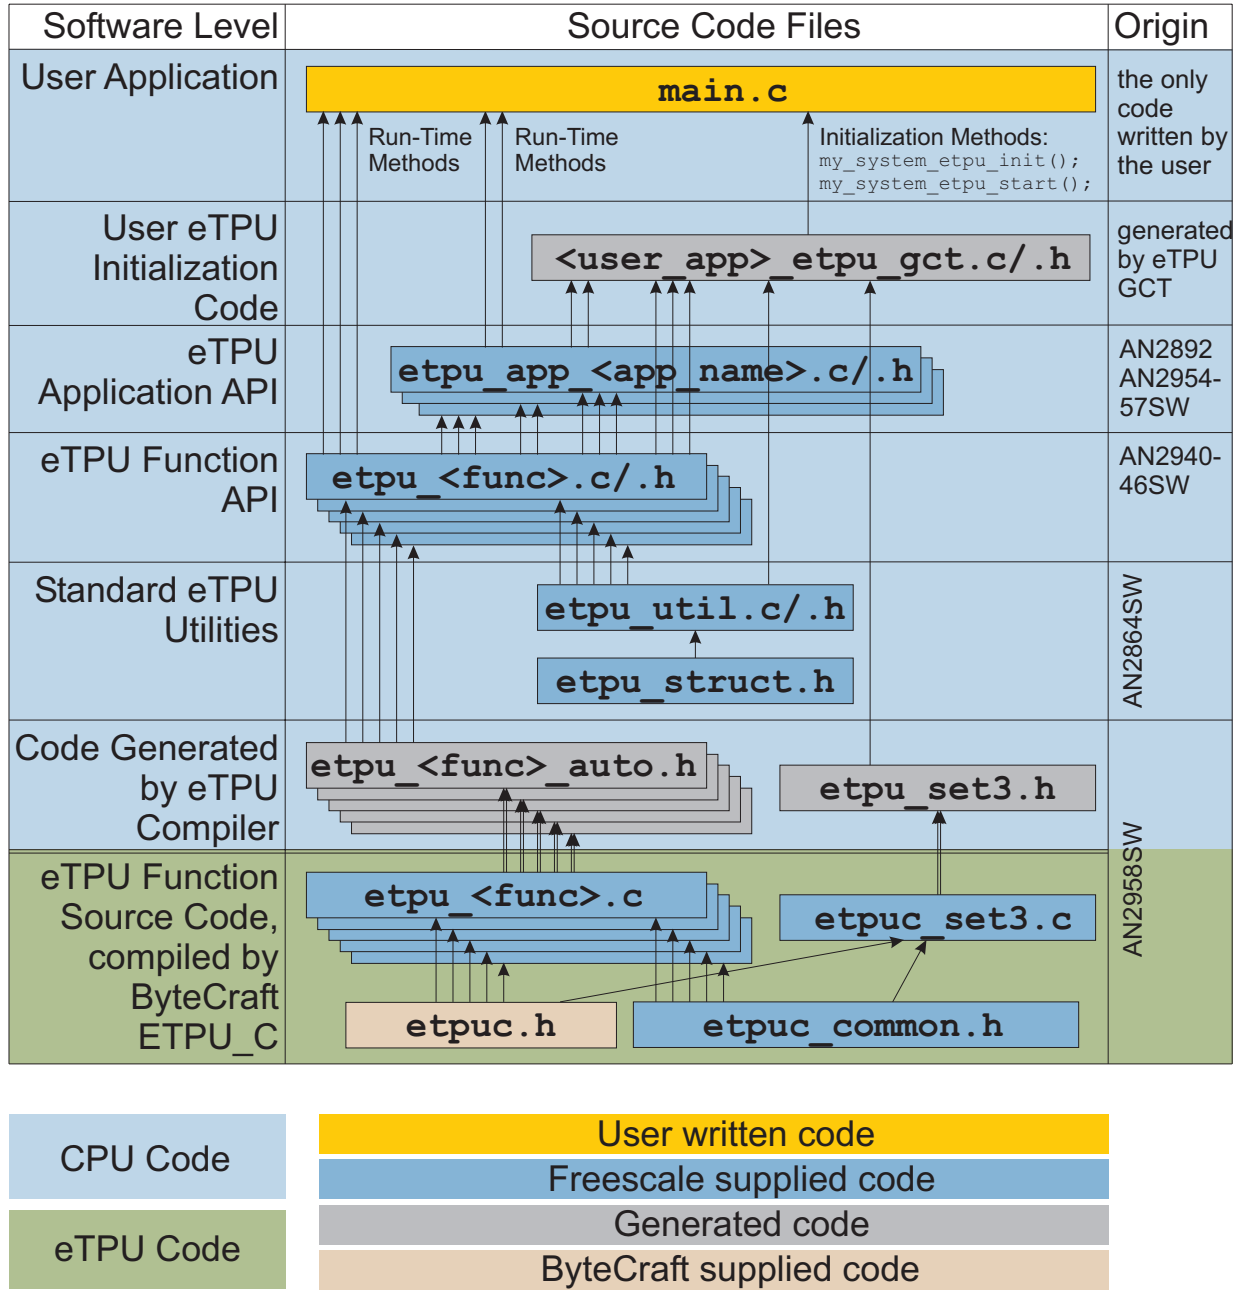 Software Level
Source Code Files
Origin
User Application
main.c
the only
code
written by
the user
Run-Time
Methods
Run-Time
Methods
Initialization Methods:
my_system_etpu_init();
my_system_etpu_start();
User eTPU
Initialization
Code
<user_app>_etpu_gct.c/.h
generated
by eTPU
GCT
eTPU
Application API
etpu_app_<app_name>.c/.h
AN2892
AN2954-
57SW
eTPU Function
API
etpu_<func>.c/.h
AN2940-
46SW
Standard eTPU
Utilities
etpu_util.c/.h
etpu_struct.h
AN2864SW
Code Generated
by eTPU
Compiler
etpu_<func>_auto.h
etpu_set3.h
AN2958SW
eTPU Function
Source Code,
compiled by
ByteCraft
ETPU_C
etpu_<func>.c
etpuc_set3.c
etpuc.h
etpuc_common.h
CPU Code
eTPU Code
User written code
Freescale supplied code
Generated code
ByteCraft supplied code